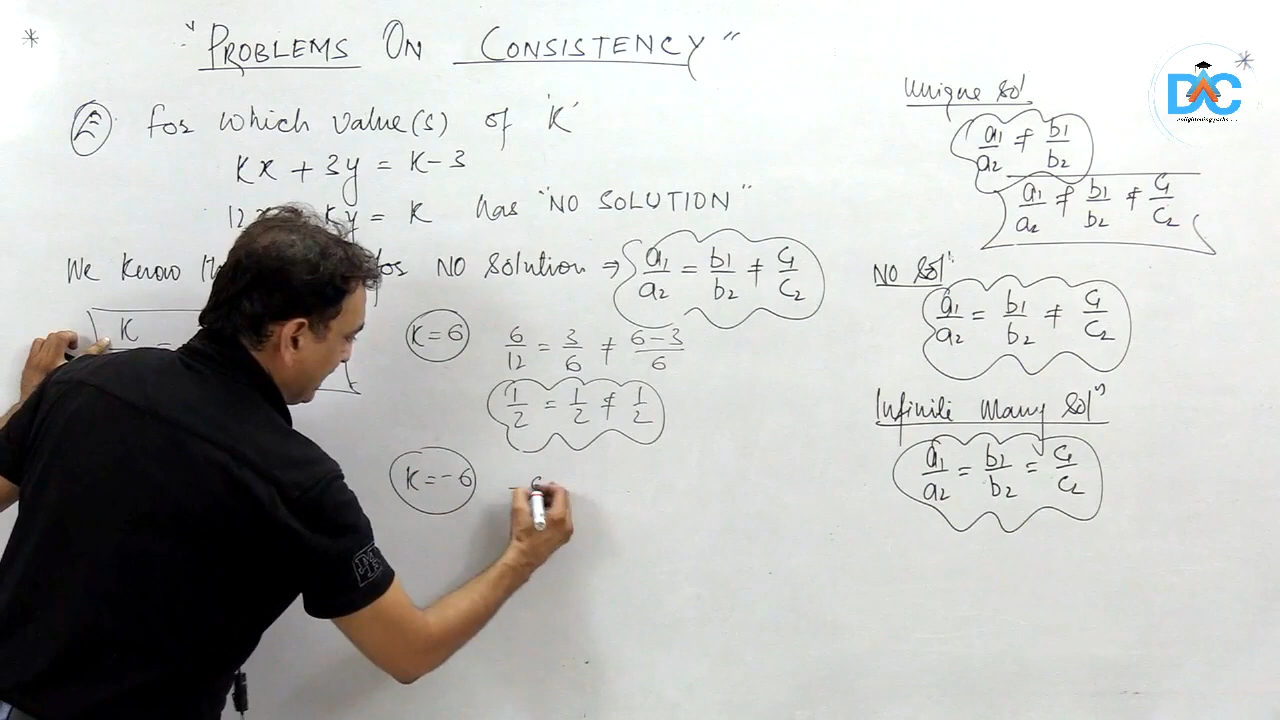 "PROBLEMS ON CONSISTENCY"
for which value(s) of 'K'
Kx + 3y = K-3
12x Ky = K has "NO SOLUTION"
We Know for NO Solution ⇒ a1/a2 = b1/b2 ≠ c1/c2
K
K=6 6/12 = 3/6 ≠ 6-3/6
1/2 = 1/2 ≠ 1/2
K=-6
Unique Sol
a1/a2 ≠ b1/b2
a1/a2 ≠ b1/b2 ≠ c1/c2
NO Solⁿ
a1/a2 = b1/b2 ≠ c1/c2
Infinite Many Solⁿ
a1/a2 = b1/b2 = c1/c2
DAC